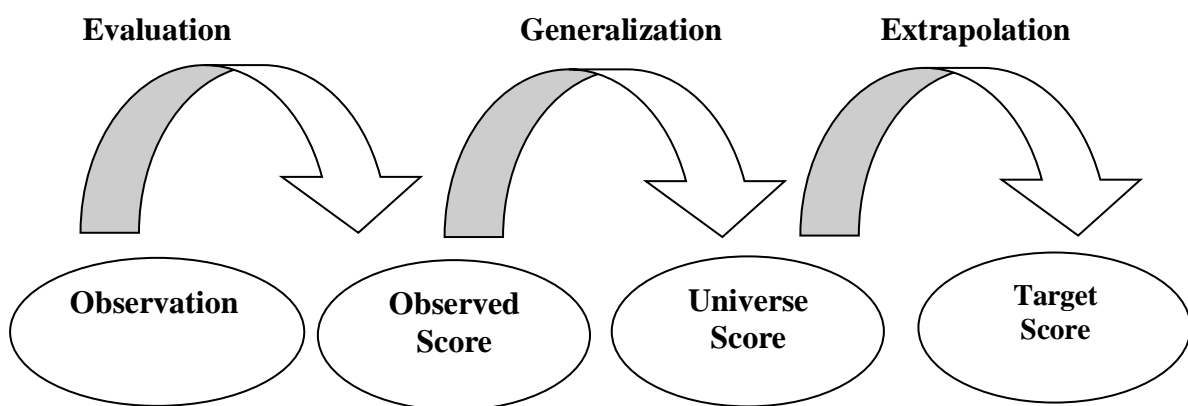 Evaluation
Generalization
Extrapolation
Observation
Observed
Score
Universe
Score
Target
Score